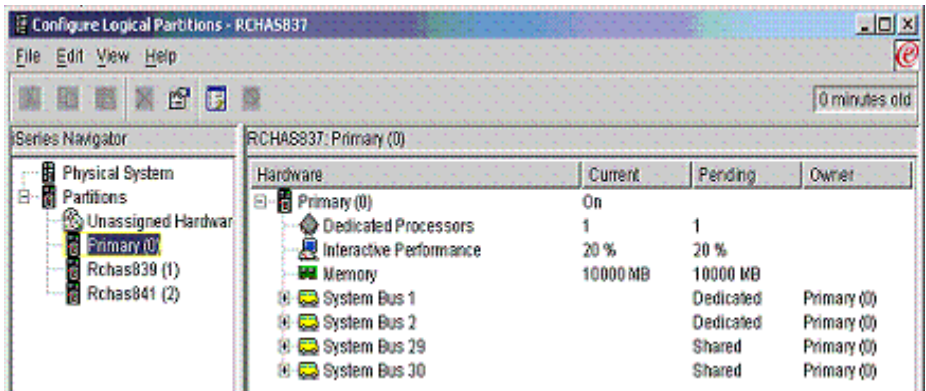 Configure Logical Partitions - RCHAS837
File Edit View Help
0 minutes old
iSeries Navigator
RCHAS837: Primary (0)
Physical System
Partitions
Unassigned Hardwar
Primary (0)
Rchas839 (1)
Rchas841 (2)
Hardware Current Pending Owner
Primary (0) On
Dedicated Processors 1 1
Interactive Performance 20 % 20 %
Memory 10000 MB 10000 MB
System Bus 1 Dedicated Primary (0)
System Bus 2 Dedicated Primary (0)
System Bus 29 Shared Primary (0)
System Bus 30 Shared Primary (0)